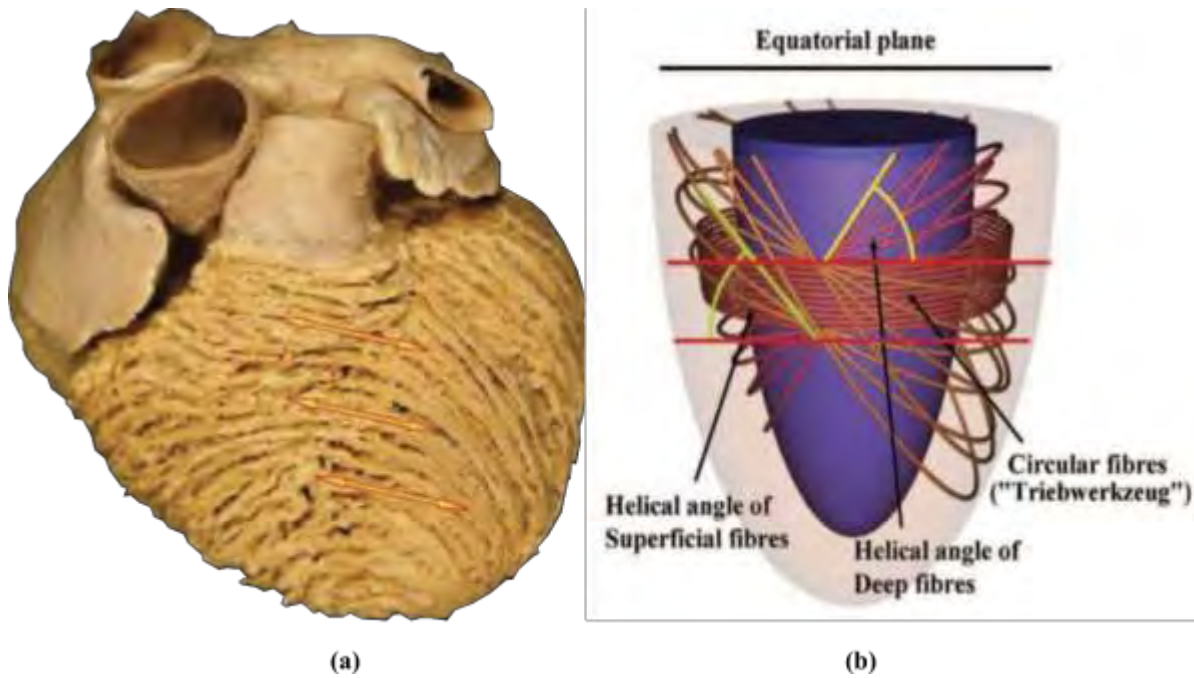 Equatorial plane
Circular fibres
("Triebwerkzeug")
Helical angle of
Superficial fibres
Helical angle of
Deep fibres
(a)
(b)